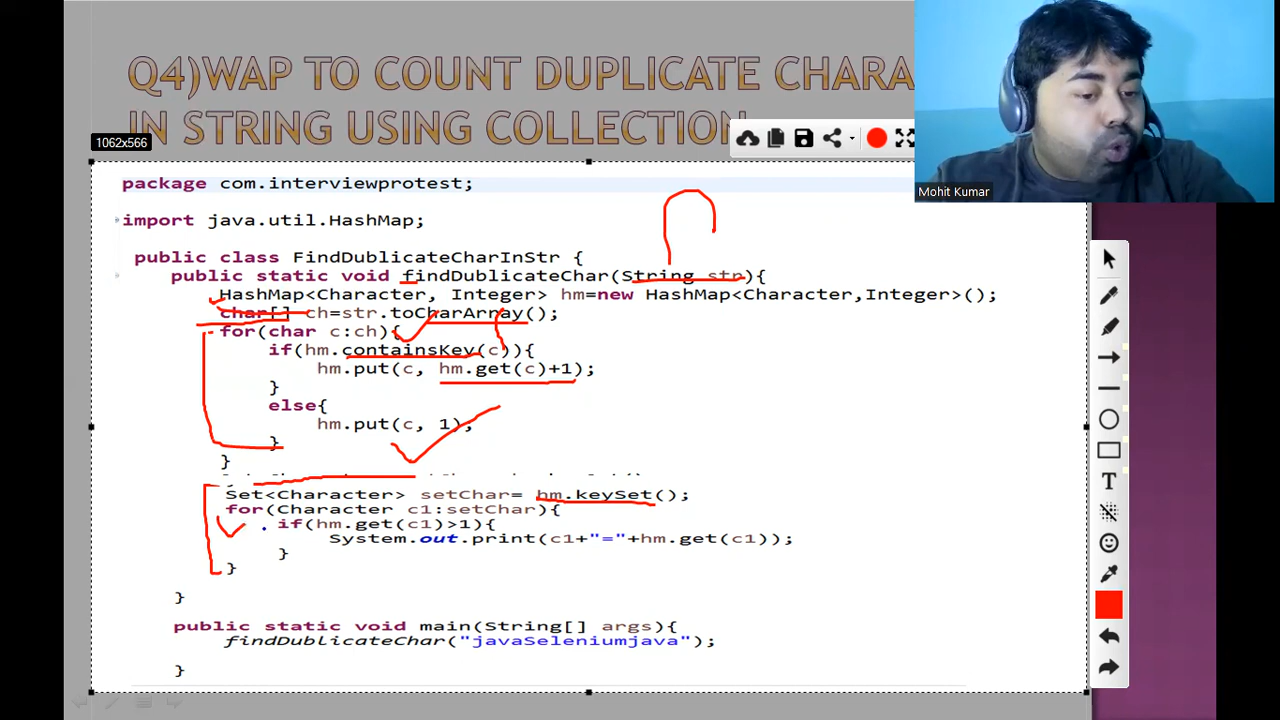 Q4)WAP TO COUNT DUPLICATE CHARA
IN STRING USING COLLECTION
1062x566
Mohit Kumar
package com.interviewprotest;
import java.util.HashMap;
public class FindDublicateCharInStr {
public static void findDublicateChar(String str){
HashMap<Character, Integer> hm=new HashMap<Character,Integer>();
char[] ch=str.toCharArray();
for(char c:ch){
if(hm.containsKey(c)){
hm.put(c, hm.get(c)+1);
}
else{
hm.put(c, 1);
}
}
Set<Character> setChar= hm.keySet();
for(Character c1:setChar){
if(hm.get(c1)>1){
System.out.print(c1+"="+hm.get(c1));
}
}
}
public static void main(String[] args){
findDublicateChar("javaSeleniumjava");
}
T